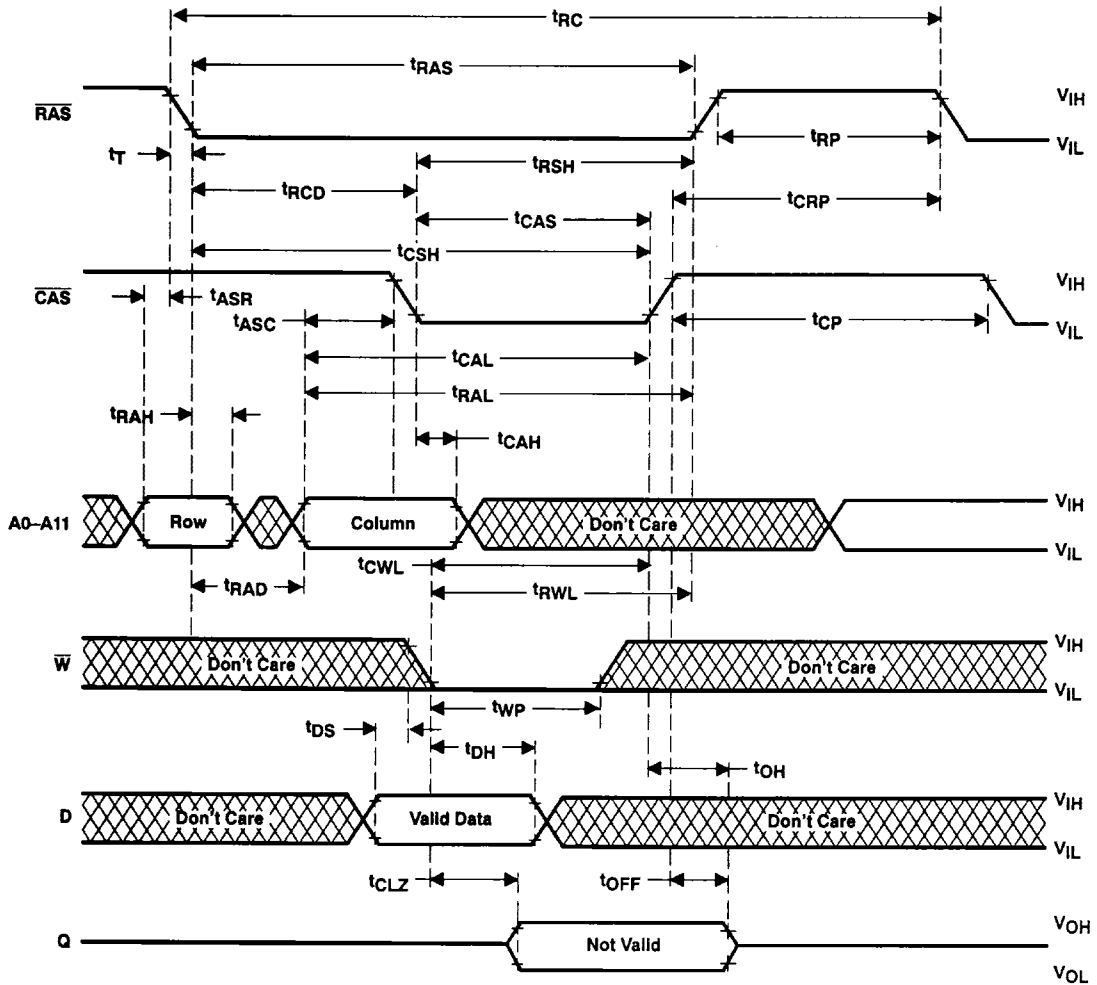 tRC
tRAS
RAS
VIH
VIL
tT
tRP
tRSH
tRCD
tCRP
tCAS
tCSH
CAS
VIH
VIL
tASR
tASC
tCP
tCAL
tRAL
tRAH
tCAH
A0–A11
Row
Column
Don't Care
VIH
VIL
tCWL
tRAD
tRWL
W
Don't Care
Don't Care
VIH
VIL
tWP
tDS
tDH
tOH
D
Don't Care
Valid Data
Don't Care
VIH
VIL
tCLZ
tOFF
Q
Not Valid
VOH
VOL